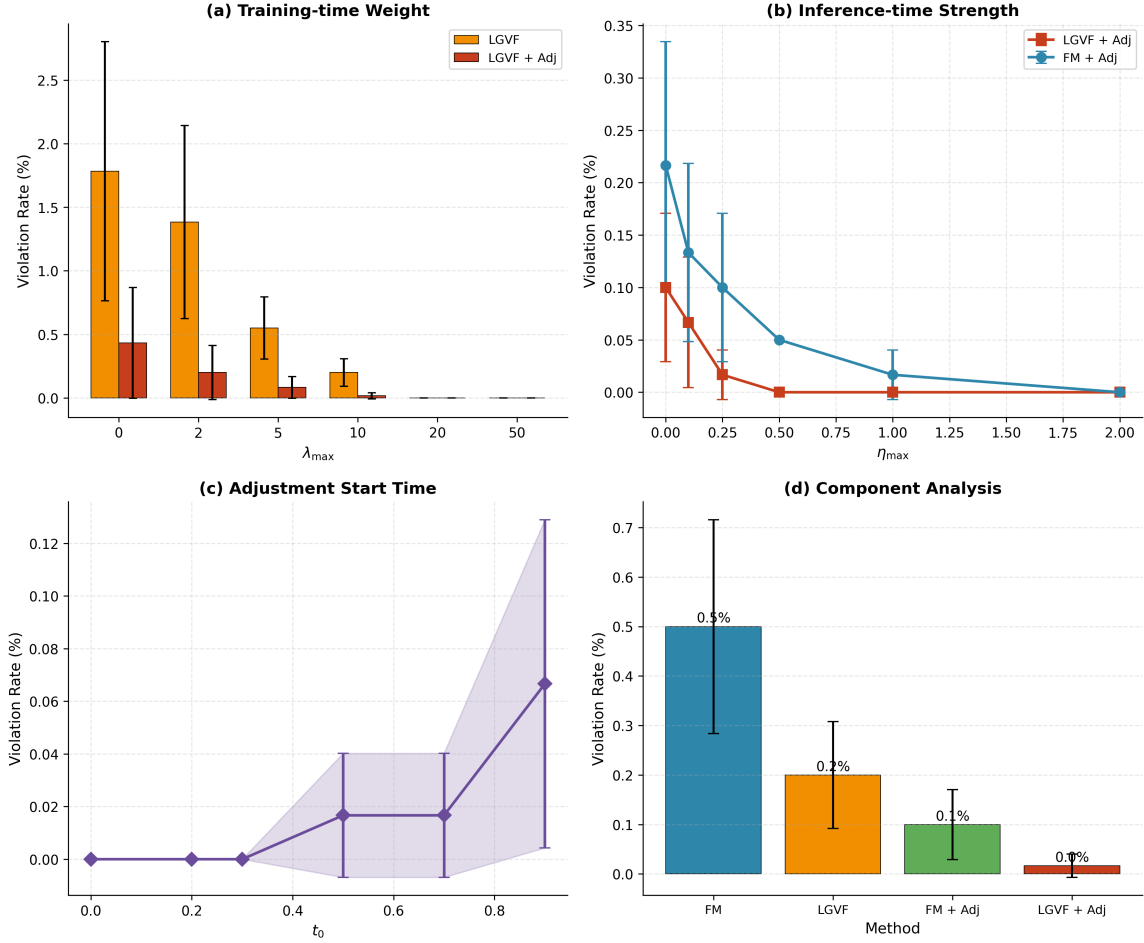 (a) Training-time Weight
LGVF
LGVF + Adj
Violation Rate (%)
2.5
2.0
1.5
1.0
0.5
0.0
0 2 5 10 20 50
λmax
(b) Inference-time Strength
LGVF + Adj
FM + Adj
Violation Rate (%)
0.35
0.30
0.25
0.20
0.15
0.10
0.05
0.00
0.00 0.25 0.50 0.75 1.00 1.25 1.50 1.75 2.00
ηmax
(c) Adjustment Start Time
Violation Rate (%)
0.12
0.10
0.08
0.06
0.04
0.02
0.00
0.0 0.2 0.4 0.6 0.8
t0
(d) Component Analysis
Violation Rate (%)
0.7
0.6
0.5
0.4
0.3
0.2
0.1
0.0
0.5%
0.2%
0.1%
0.0%
FM LGVF FM + Adj LGVF + Adj
Method